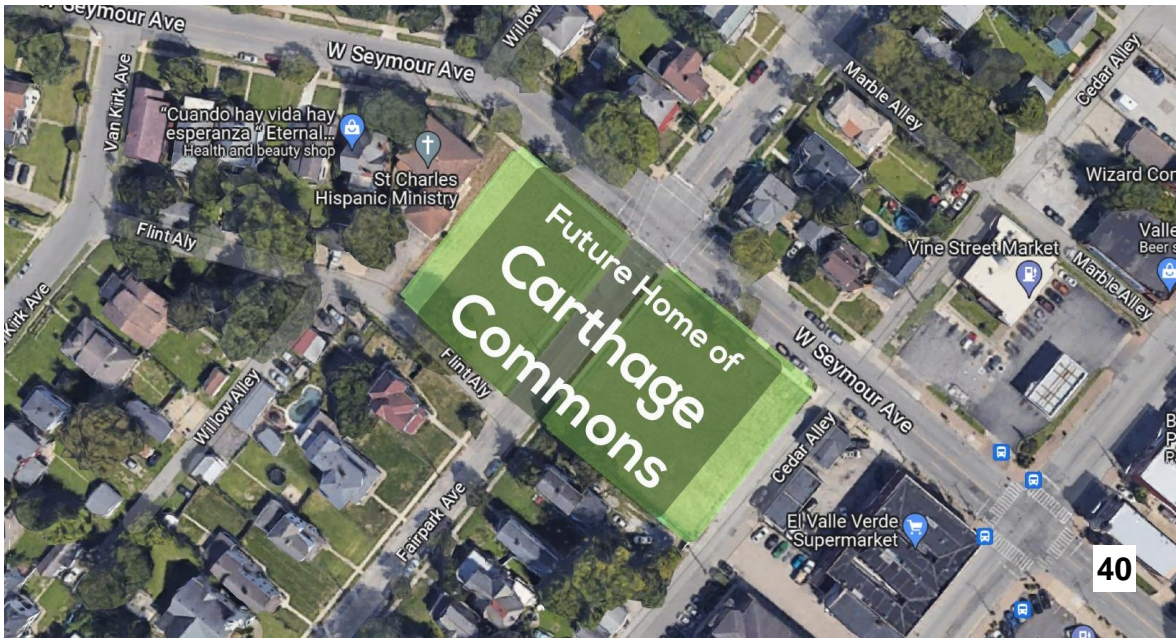 W Seymour Ave
W Seymour Ave
Willow
Van Kirk Ave
Marble Alley
Cedar Alley
"Cuando hay vida hay
esperanza " Eternal...
Health and beauty shop
St Charles
Hispanic Ministry
Flint Aly
Kirk Ave
Willow Alley
Flint Aly
Fairpark Ave
Future Home of
Carthage
Commons
Wizard Com
Vine Street Market
Valle
Beer s
Marble Alley
W Seymour Ave
Cedar Alley
El Valle Verde
Supermarket
B
P
40